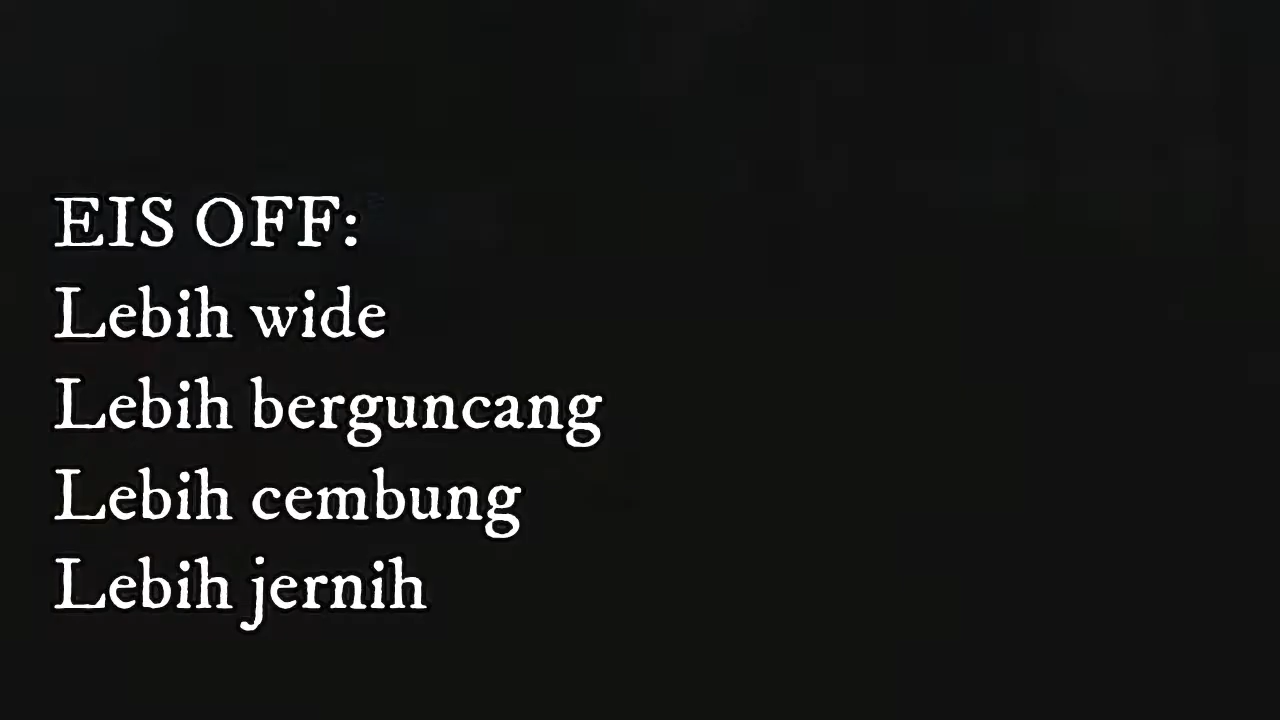 EIS OFF:
Lebih wide
Lebih berguncang
Lebih cembung
Lebih jernih